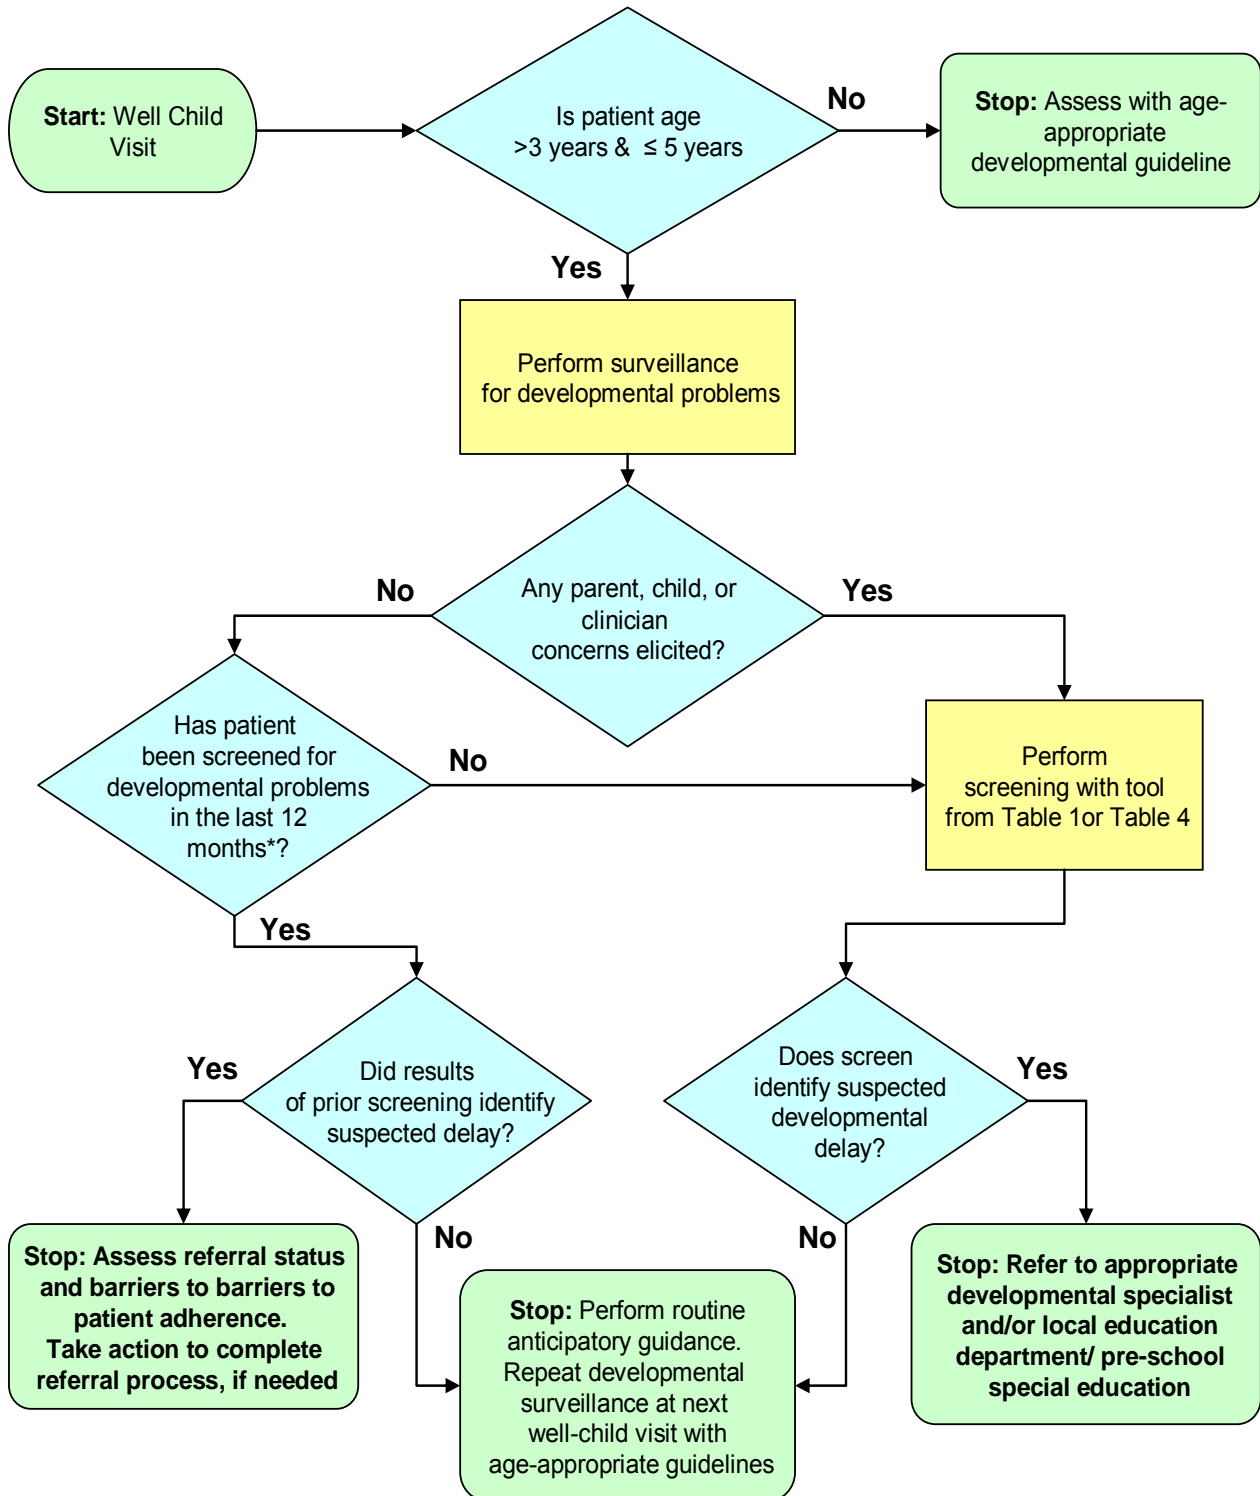 Start: Well Child
Visit
Is patient age
>3 years & ≤ 5 years
No
Stop: Assess with age-
appropriate
developmental guideline
Yes
Perform surveillance
for developmental problems
No
Any parent, child, or
clinician
concerns elicited?
Yes
Has patient
been screened for
developmental problems
in the last 12
months*?
No
Perform
screening with tool
from Table 1or Table 4
Yes
Yes
Did results
of prior screening identify
suspected delay?
Does screen
identify suspected
developmental
delay?
Yes
No
No
Stop: Assess referral status
and barriers to barriers to
patient adherence.
Take action to complete
referral process, if needed
Stop: Perform routine
anticipatory guidance.
Repeat developmental
surveillance at next
well-child visit with
age-appropriate guidelines
Stop: Refer to appropriate
developmental specialist
and/or local education
department/ pre-school
special education